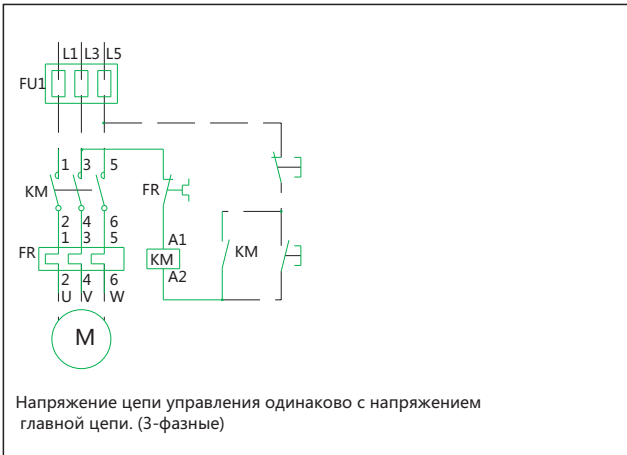 L1 L3 L5
FU1
1 3 5
KM FR
2 4 6
1 3 5 A1
FR KM KM
A2
2 4 6
U V W
M
Напряжение цепи управления одинаково с напряжением
главной цепи. (3-фазные)